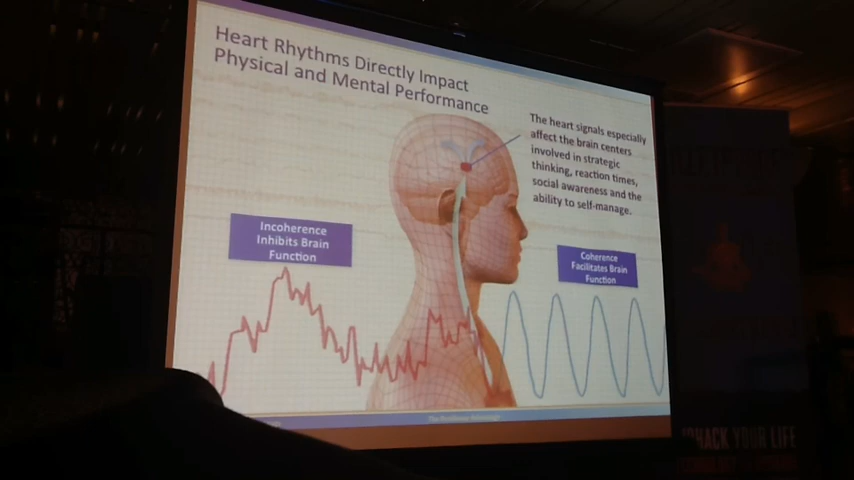 Heart Rhythms Directly Impact
Physical and Mental Performance
The heart signals especially
affect the brain centers
involved in strategic
thinking, reaction times,
social awareness and the
ability to self-manage.
Incoherence
Inhibits Brain
Function
Coherence
Facilitates Brain
Function
HACK YOUR LIFE